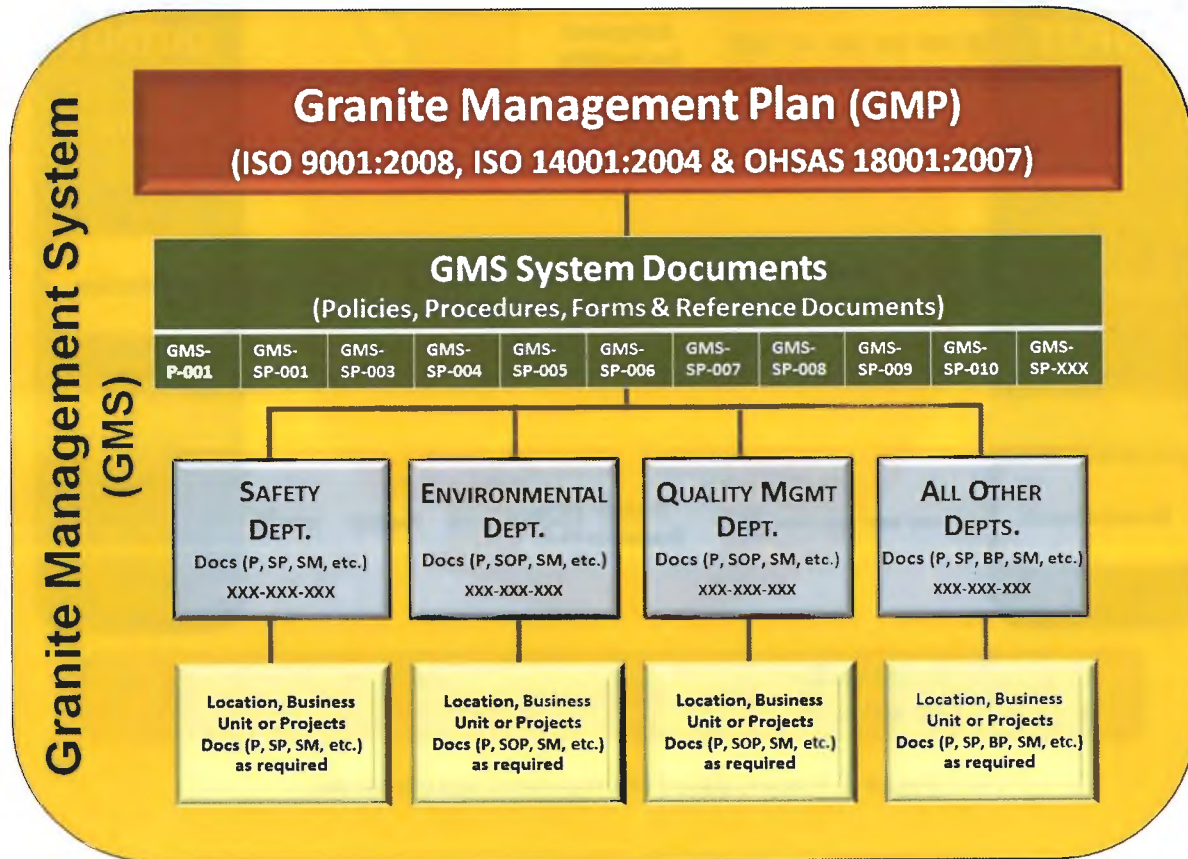 Granite Management System
(GMS)
Granite Management Plan (GMP)
(ISO 9001:2008, ISO 14001:2004 & OHSAS 18001:2007)
GMS System Documents
(Policies, Procedures, Forms & Reference Documents)
GMS-
P-001
GMS-
SP-001
GMS-
SP-003
GMS-
SP-004
GMS-
SP-005
GMS-
SP-006
GMS-
SP-007
GMS-
SP-008
GMS-
SP-009
GMS-
SP-010
GMS-
SP-XXX
SAFETY
DEPT.
Docs (P, SP, SM, etc.)
XXX-XXX-XXX
ENVIRONMENTAL
DEPT.
Docs (P, SOP, SM, etc.)
XXX-XXX-XXX
QUALITY MGMT
DEPT.
Docs (P, SOP, SM, etc.)
XXX-XXX-XXX
ALL OTHER
DEPTS.
Docs (P, SP, BP, SM, etc.)
XXX-XXX-XXX
Location, Business
Unit or Projects
Docs (P, SP, SM, etc.)
as required
Location, Business
Unit or Projects
Docs (P, SOP, SM, etc.)
as required
Location, Business
Unit or Projects
Docs (P, SOP, SM, etc.)
as required
Location, Business
Unit or Projects
Docs (P, SP, BP, SM, etc.)
as required